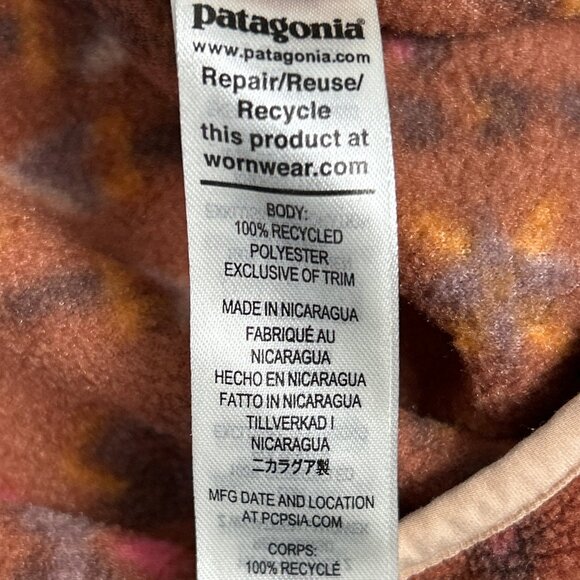 patagonia®
www.patagonia.com
Repair/Reuse/
Recycle
this product at
wornwear.com
BODY:
100% RECYCLED
POLYESTER
EXCLUSIVE OF TRIM
MADE IN NICARAGUA
FABRIQUÉ AU
NICARAGUA
HECHO EN NICARAGUA
FATTO IN NICARAGUA
TILLVERKAD I
NICARAGUA
ニカラグア製
MFG DATE AND LOCATION
AT PCPSIA.COM
CORPS:
100% RECYCLÉ